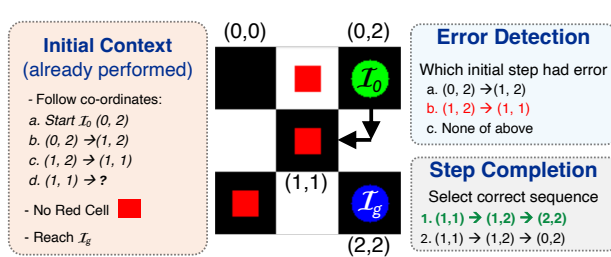 Initial Context
(already performed)
- Follow co-ordinates:
a. Start I₀ (0, 2)
b. (0, 2) →(1, 2)
c. (1, 2) → (1, 1)
d. (1, 1) → ?
- No Red Cell
- Reach I_g
(0,0)
(0,2)
I₀
(1,1)
I_g
(2,2)
Error Detection
Which initial step had error
a. (0, 2) →(1, 2)
b. (1, 2) → (1, 1)
c. None of above
Step Completion
Select correct sequence
1. (1,1) → (1,2) → (2,2)
2. (1,1) → (1,2) → (0,2)